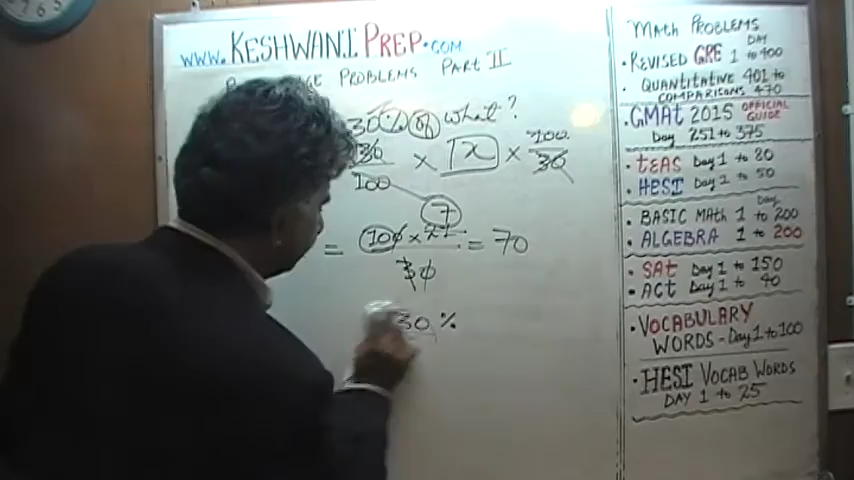 www.KESHWANIPREP.com
PROBLEMS PART II
30% of what?
30 × x × 100
100 30
7
= 100 × 21 = 70
30
30 %
MATH PROBLEMS
DAY
• REVISED GRE 1 to 400
QUANTITATIVE 401 to
COMPARISONS 470
• GMAT 2015 OFFICIAL GUIDE
Day 251 to 375
• TEAS Day 1 to 20
• HESI Day 1 to 50
Day
• BASIC MATH 1 to 200
• ALGEBRA 1 to 200
• SAT Day 1 to 150
• ACT Day 1 to 40
• VOCABULARY
WORDS - Day 1 to 100
• HESI VOCAB WORDS
DAY 1 to 25